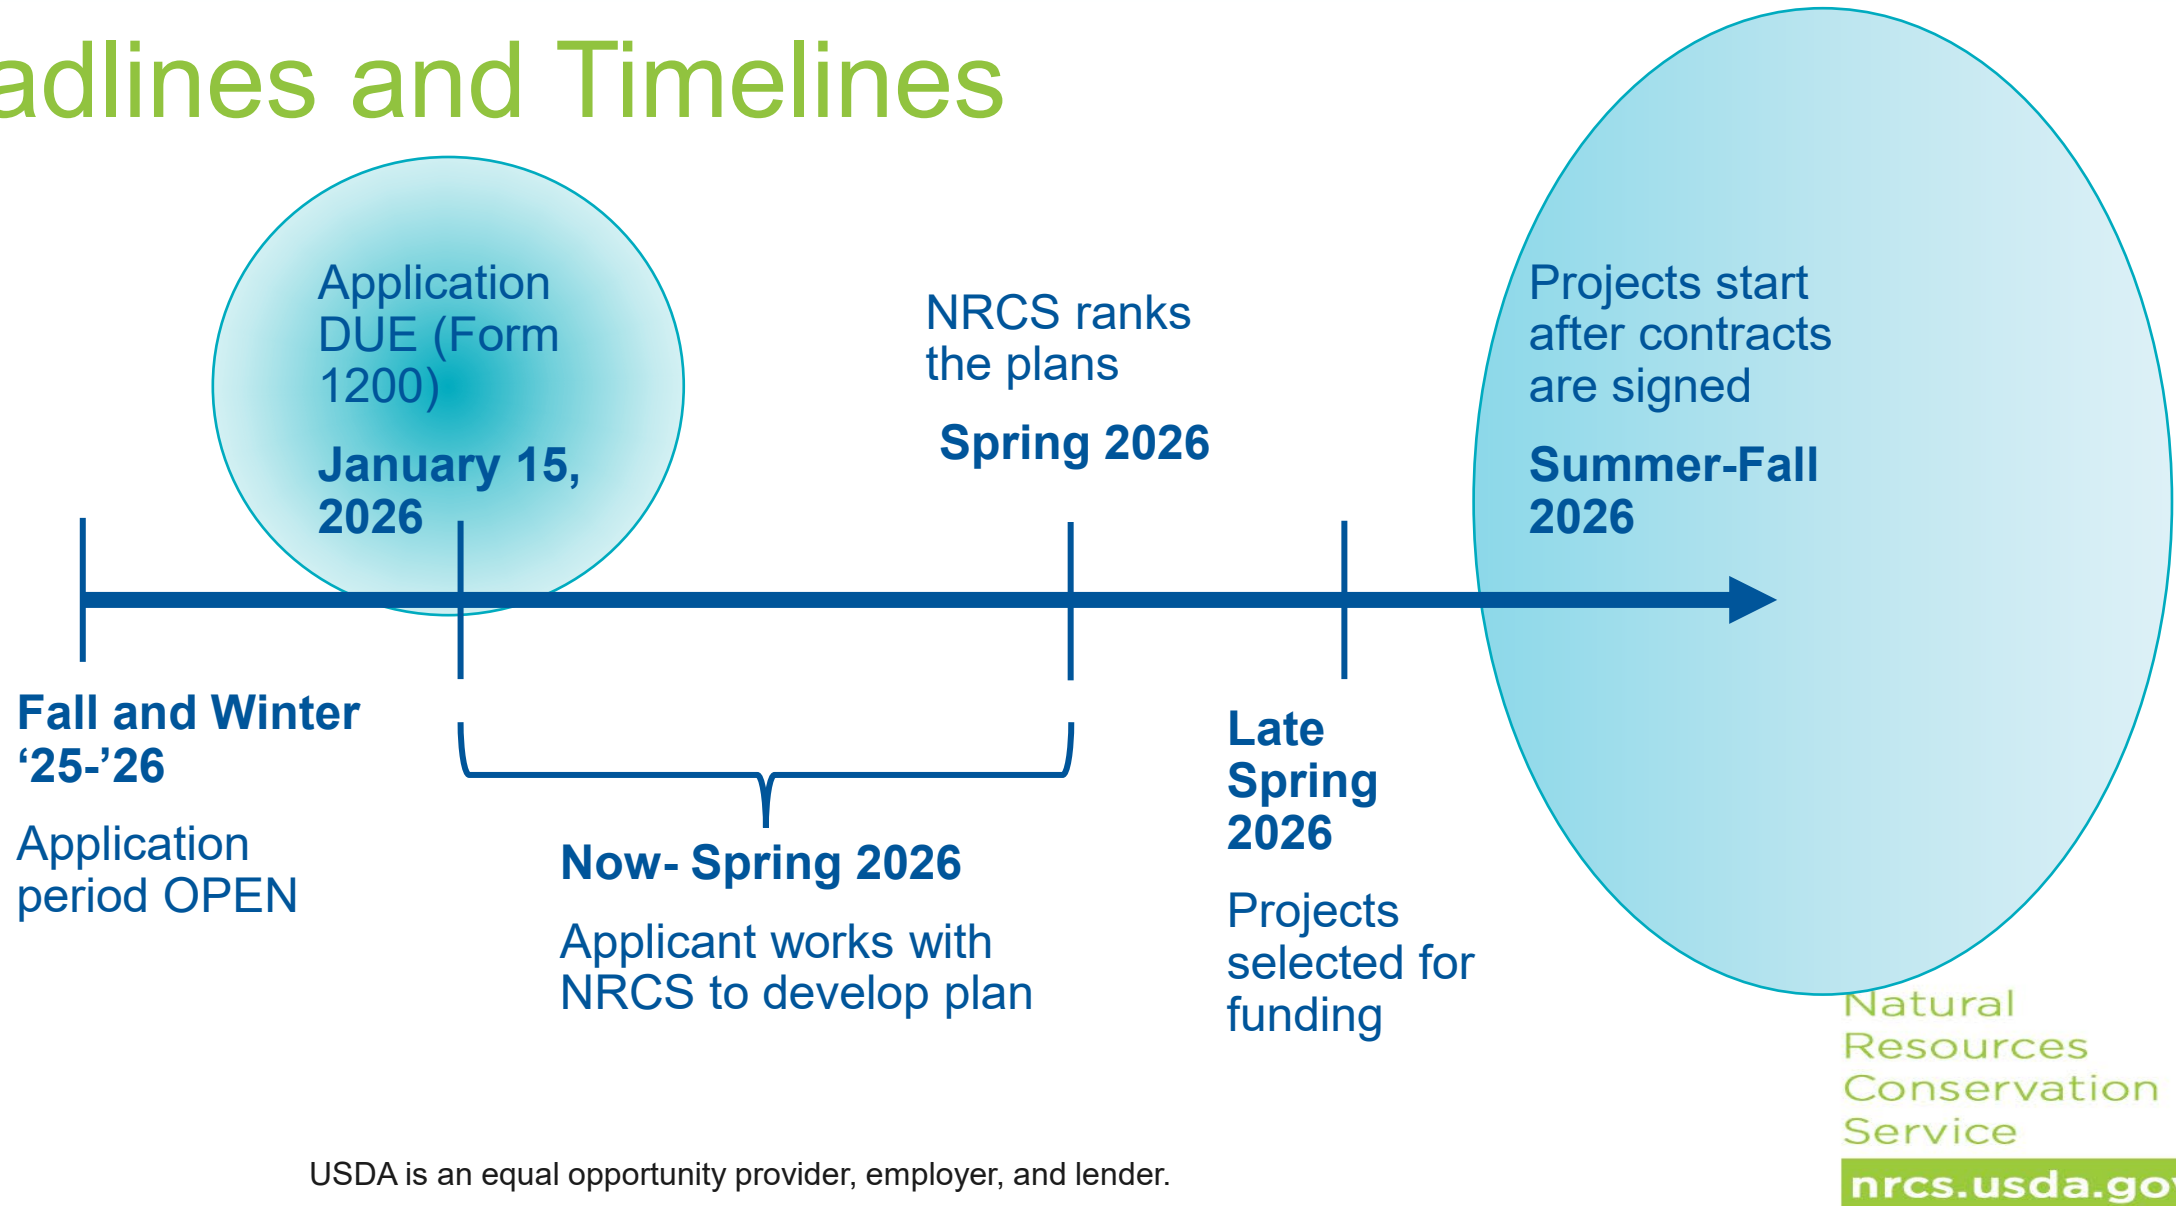 adlines and Timelines
Application
DUE (Form
1200)
January 15,
2026
NRCS ranks
the plans
Spring 2026
Projects start
after contracts
are signed
Summer-Fall
2026
Fall and Winter
‘25-’26
Application
period OPEN
Now- Spring 2026
Applicant works with
NRCS to develop plan
Late
Spring
2026
Projects
selected for
funding
Natural
Resources
Conservation
Service
nrcs.usda.gov
USDA is an equal opportunity provider, employer, and lender.